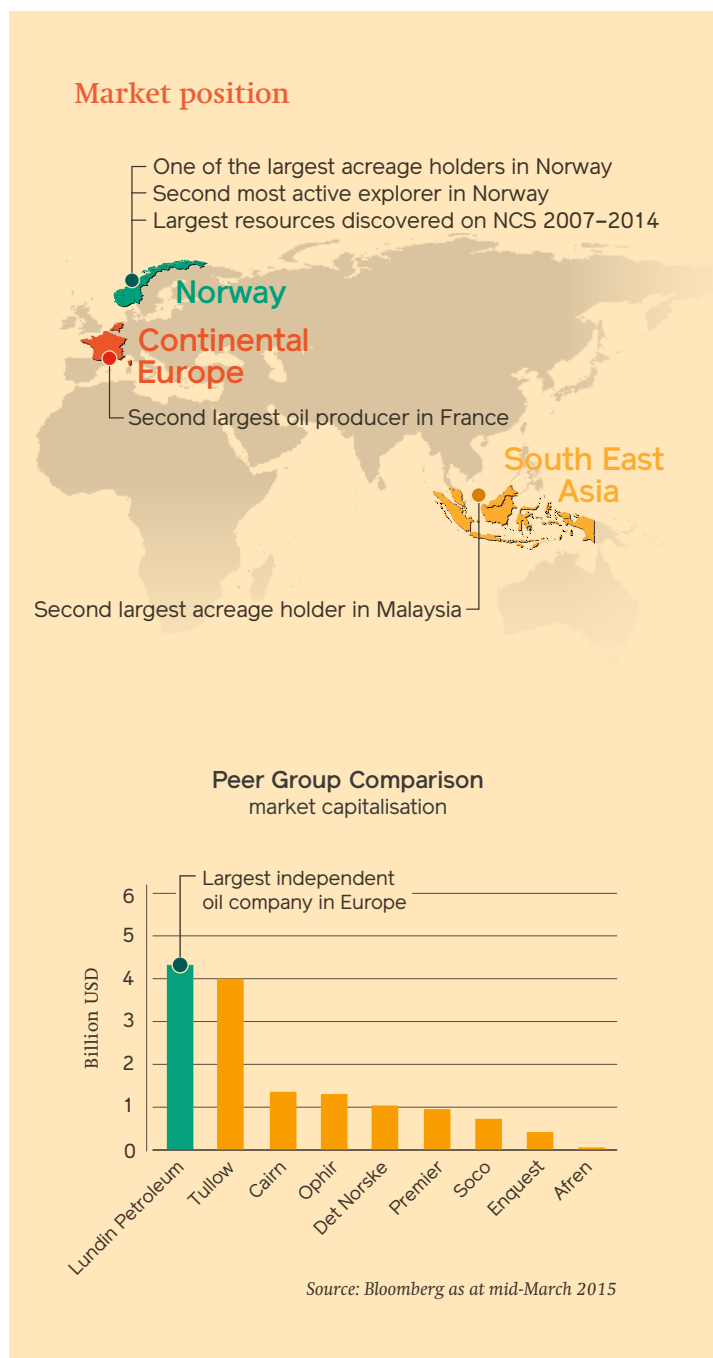 Market position
One of the largest acreage holders in Norway
Second most active explorer in Norway
Largest resources discovered on NCS 2007–2014
Norway
Continental
Europe
Second largest oil producer in France
South East
Asia
Second largest acreage holder in Malaysia
Peer Group Comparison
market capitalisation
Largest independent
oil company in Europe
Billion USD
6
5
4
3
2
1
0
Lundin Petroleum
Tullow
Cairn
Ophir
Det Norske
Premier
Soco
Enquest
Afren
Source: Bloomberg as at mid-March 2015